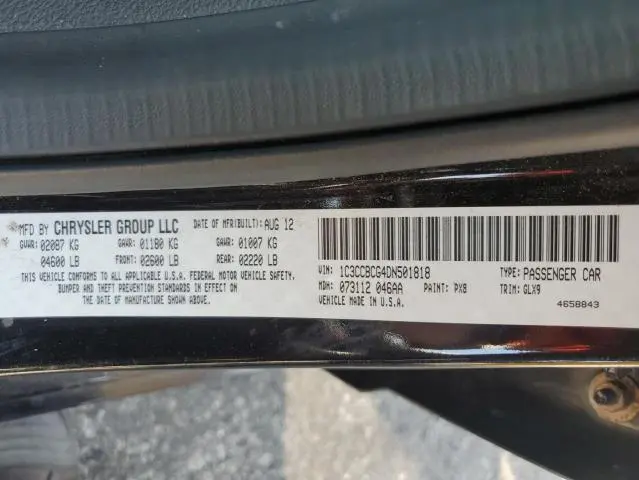 MFD BY CHRYSLER GROUP LLC DATE OF MFR(BUILT): AUG 12
GVWR: 02087 KG GAWR: 01180 KG GAWR: 01007 KG
04600 LB FRONT: 02600 LB REAR: 02220 LB
THIS VEHICLE CONFORMS TO ALL APPLICABLE U.S.A. FEDERAL MOTOR VEHICLE SAFETY,
BUMPER AND THEFT PREVENTION STANDARDS IN EFFECT ON
THE DATE OF MANUFACTURE SHOWN ABOVE.
VIN: 1C3CCBCG4DN501818 TYPE: PASSENGER CAR
MDH: 073112 046AA PAINT: PX8 TRIM: GLX9
VEHICLE MADE IN U.S.A. 4658843